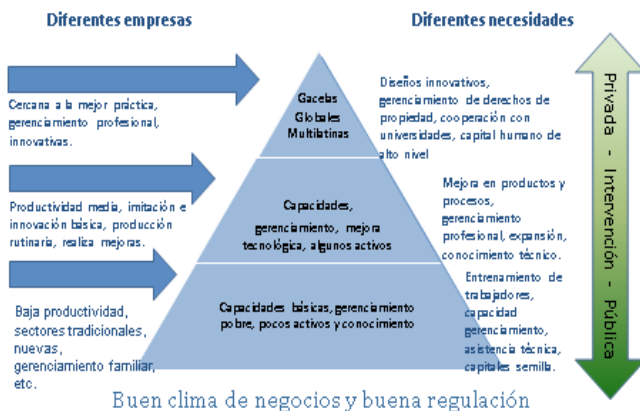 Diferentes empresas
Diferentes necesidades
Cercana a la mejor práctica,
gerenciamiento profesional,
innovativas.
Gacelas
Globales
Multilatinas
Diseños innovativos,
gerenciamiento de derechos de
propiedad, cooperación con
universidades, capital humano de
alto nivel
Productividad media, imitación e
innovación básica, producción
rutinaria, realiza mejoras.
Capacidades,
gerenciamiento, mejora
tecnológica, algunos activos
Mejora en productos y
procesos,
gerenciamiento
profesional, expansión,
conocimiento técnico.
Baja productividad,
sectores tradicionales,
nuevas,
gerenciamiento familiar,
etc.
Capacidades básicas, gerenciamiento
pobre, pocos activos y conocimiento
Entrenamiento de
trabajadores,
capacidad
gerenciamiento,
asistencia técnica,
capitales semilla.
Privada - Intervención - Pública
Buen clima de negocios y buena regulación